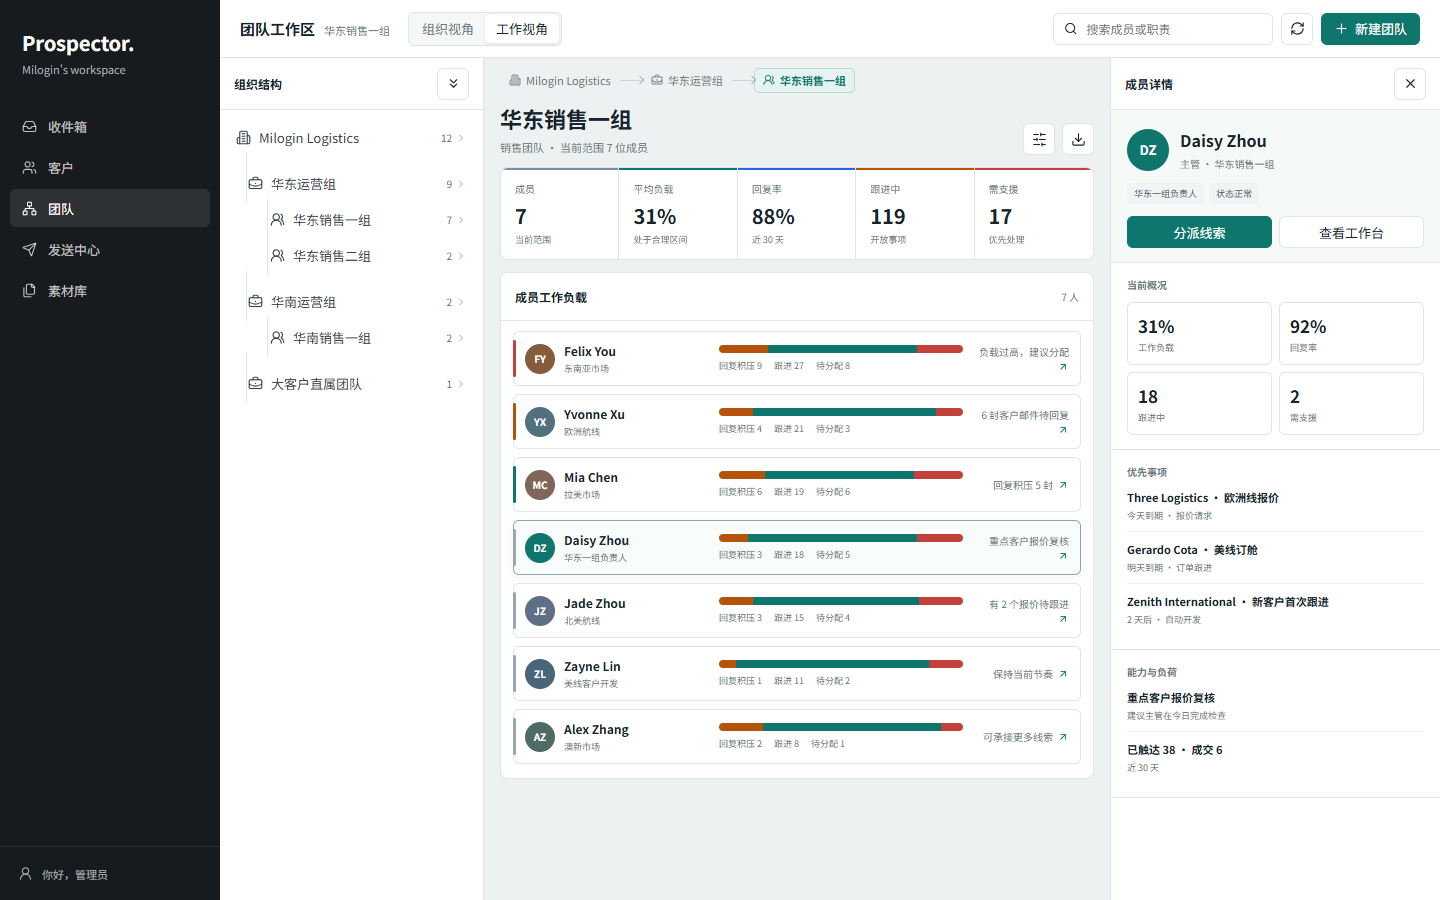 Prospector.
Milogin's workspace
收件箱
客户
团队
发送中心
素材库
你好，管理员
团队工作区 华东销售一组
组织视角 工作视角
搜索成员或职责
新建团队
组织结构
Milogin Logistics 12
华东运营组 9
华东销售一组 7
华东销售二组 2
华南运营组 2
华南销售一组 2
大客户直属团队 1
Milogin Logistics 华东运营组 华东销售一组
华东销售一组
销售团队 · 当前范围 7 位成员
成员 平均负载 回复率 跟进中 需支援
7 31% 88% 119 17
当前范围 处于合理区间 近 30 天 开放事项 优先处理
成员工作负载 7 人
FY Felix You 负载过高，建议分配
东南亚市场 回复积压 9 跟进 27 待分配 8
YX Yvonne Xu 6 封客户邮件待回复
欧洲航线 回复积压 4 跟进 21 待分配 3
MC Mia Chen 回复积压 5 封
拉美市场 回复积压 6 跟进 19 待分配 6
DZ Daisy Zhou 重点客户报价复核
华东一组负责人 回复积压 3 跟进 18 待分配 5
JZ Jade Zhou 有 2 个报价待跟进
北美航线 回复积压 3 跟进 15 待分配 4
ZL Zayne Lin 保持当前节奏
美线客户开发 回复积压 1 跟进 11 待分配 2
AZ Alex Zhang 可承接更多线索
澳新市场 回复积压 2 跟进 8 待分配 1
成员详情
DZ Daisy Zhou
主管 · 华东销售一组
华东一组负责人 状态正常
分派线索 查看工作台
当前概况
31% 92%
工作负载 回复率
18 2
跟进中 需支援
优先事项
Three Logistics · 欧洲线报价
今天到期 · 报价请求
Gerardo Cota · 美线订舱
明天到期 · 订单跟进
Zenith International · 新客户首次跟进
2 天后 · 自动开发
能力与负荷
重点客户报价复核
建议主管在今日完成检查
已触达 38 · 成交 6
近 30 天